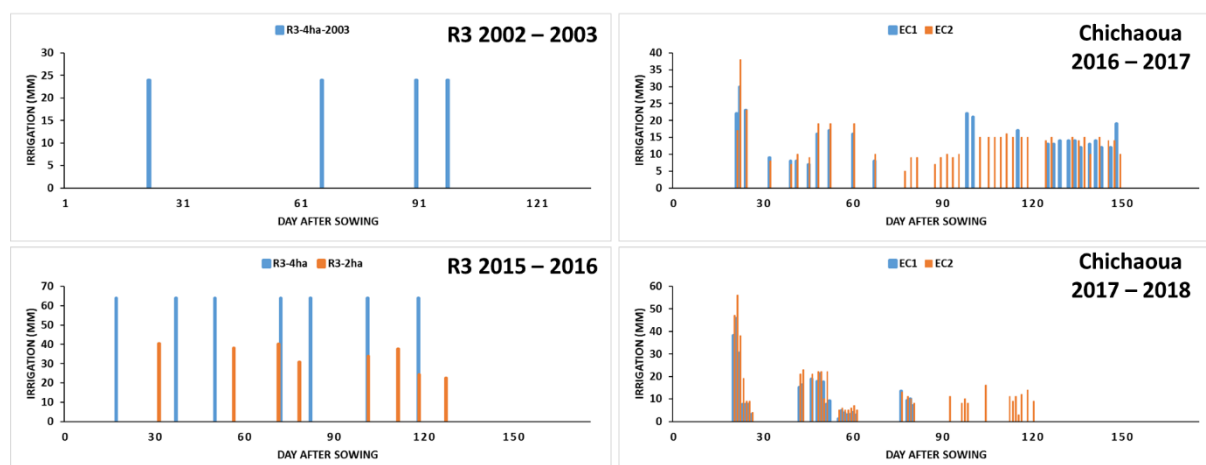 R3-4ha-2003
R3 2002 – 2003
30
25
20
15
10
5
0
IRRIGATION (MM)
1 31 61 91 121
DAY AFTER SOWING
EC1 EC2
Chichaoua
2016 – 2017
40
35
30
25
20
15
10
5
0
IRRIGATION (MM)
0 30 60 90 120 150
DAY AFTER SOWING
R3-4ha R3-2ha
R3 2015 – 2016
70
60
50
40
30
20
10
0
IRRIGATION (MM)
0 30 60 90 120 150
DAY AFTER SOWING
EC1 EC2
Chichaoua
2017 – 2018
60
50
40
30
20
10
0
IRRIGATION (MM)
0 30 60 90 120 150
DAY AFTER SOWING